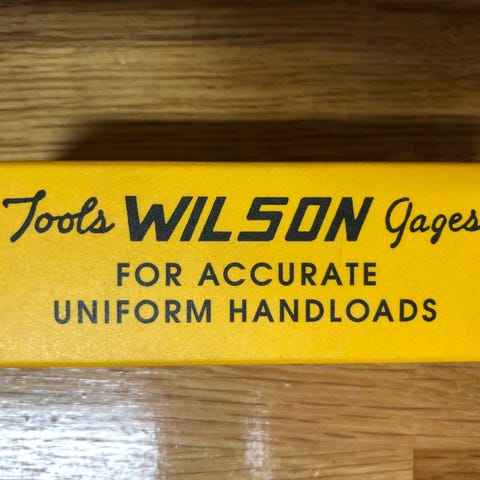 Tools WILSON Gages
FOR ACCURATE
UNIFORM HANDLOADS